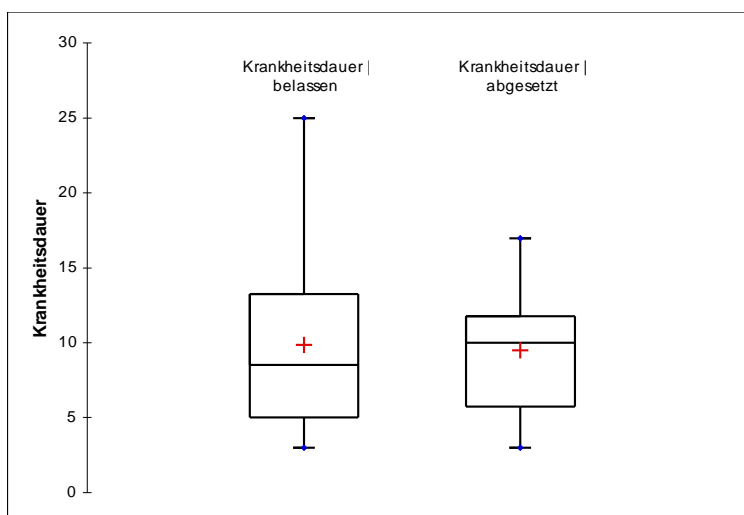 30
25
20
15
10
5
0
Krankheitsdauer
Krankheitsdauer |
belassen
Krankheitsdauer |
abgesetzt